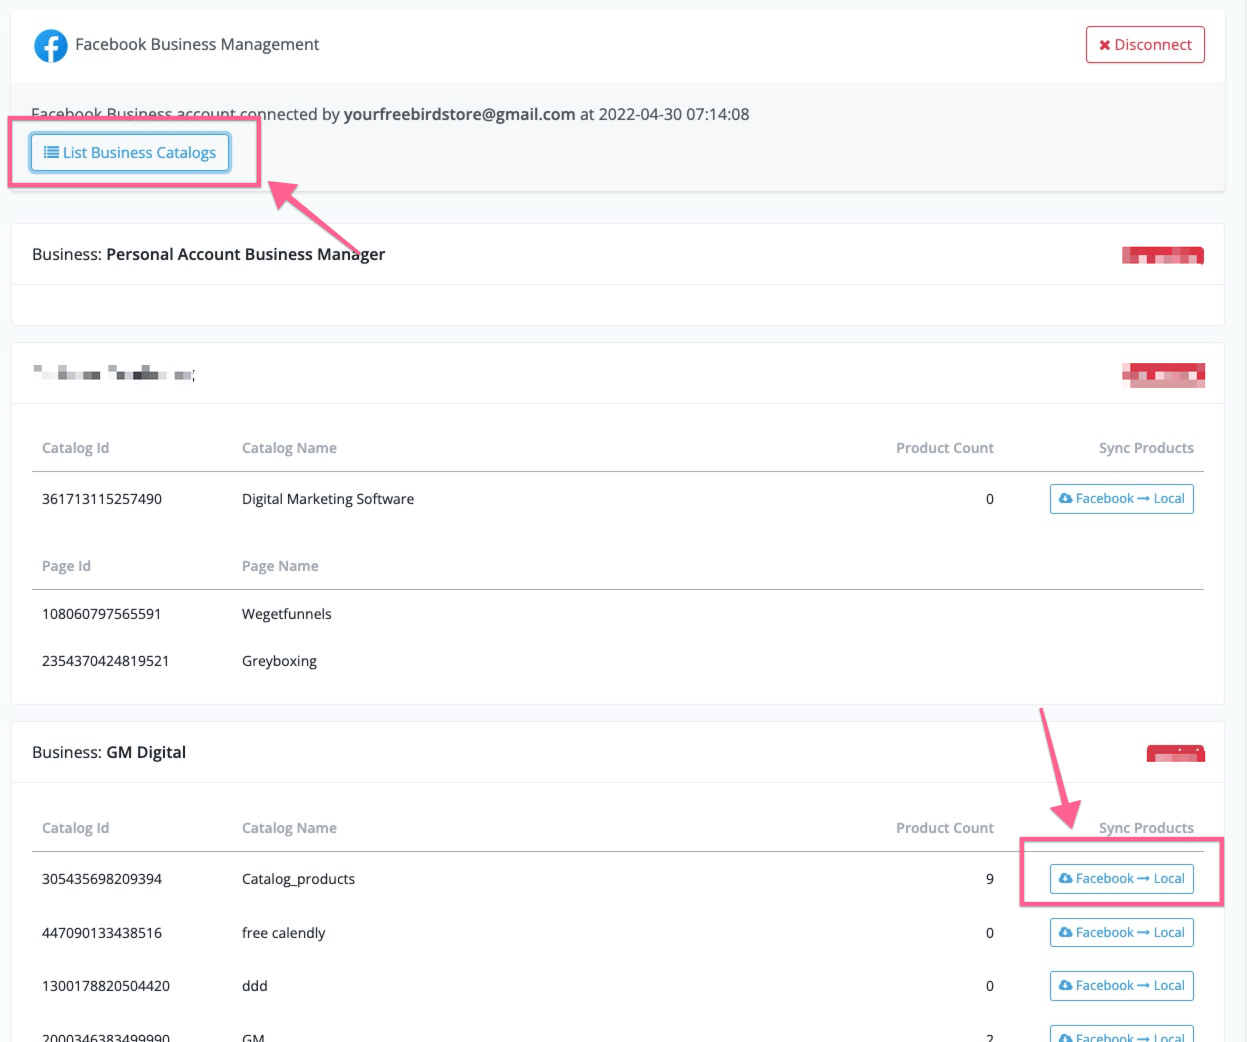 Facebook Business Management
Disconnect
Facebook Business account connected by yourfreebirdstore@gmail.com at 2022-04-30 07:14:08
List Business Catalogs
Business: Personal Account Business Manager
Catalog Id Catalog Name Product Count Sync Products
361713115257490 Digital Marketing Software 0 Facebook → Local
Page Id Page Name
108060797565591 Wegetfunnels
2354370424819521 Greyboxing
Business: GM Digital
Catalog Id Catalog Name Product Count Sync Products
305435698209394 Catalog_products 9 Facebook → Local
447090133438516 free calendly 0 Facebook → Local
1300178820504420 ddd 0 Facebook → Local
2000346383499990 GM 2 Facebook → Local